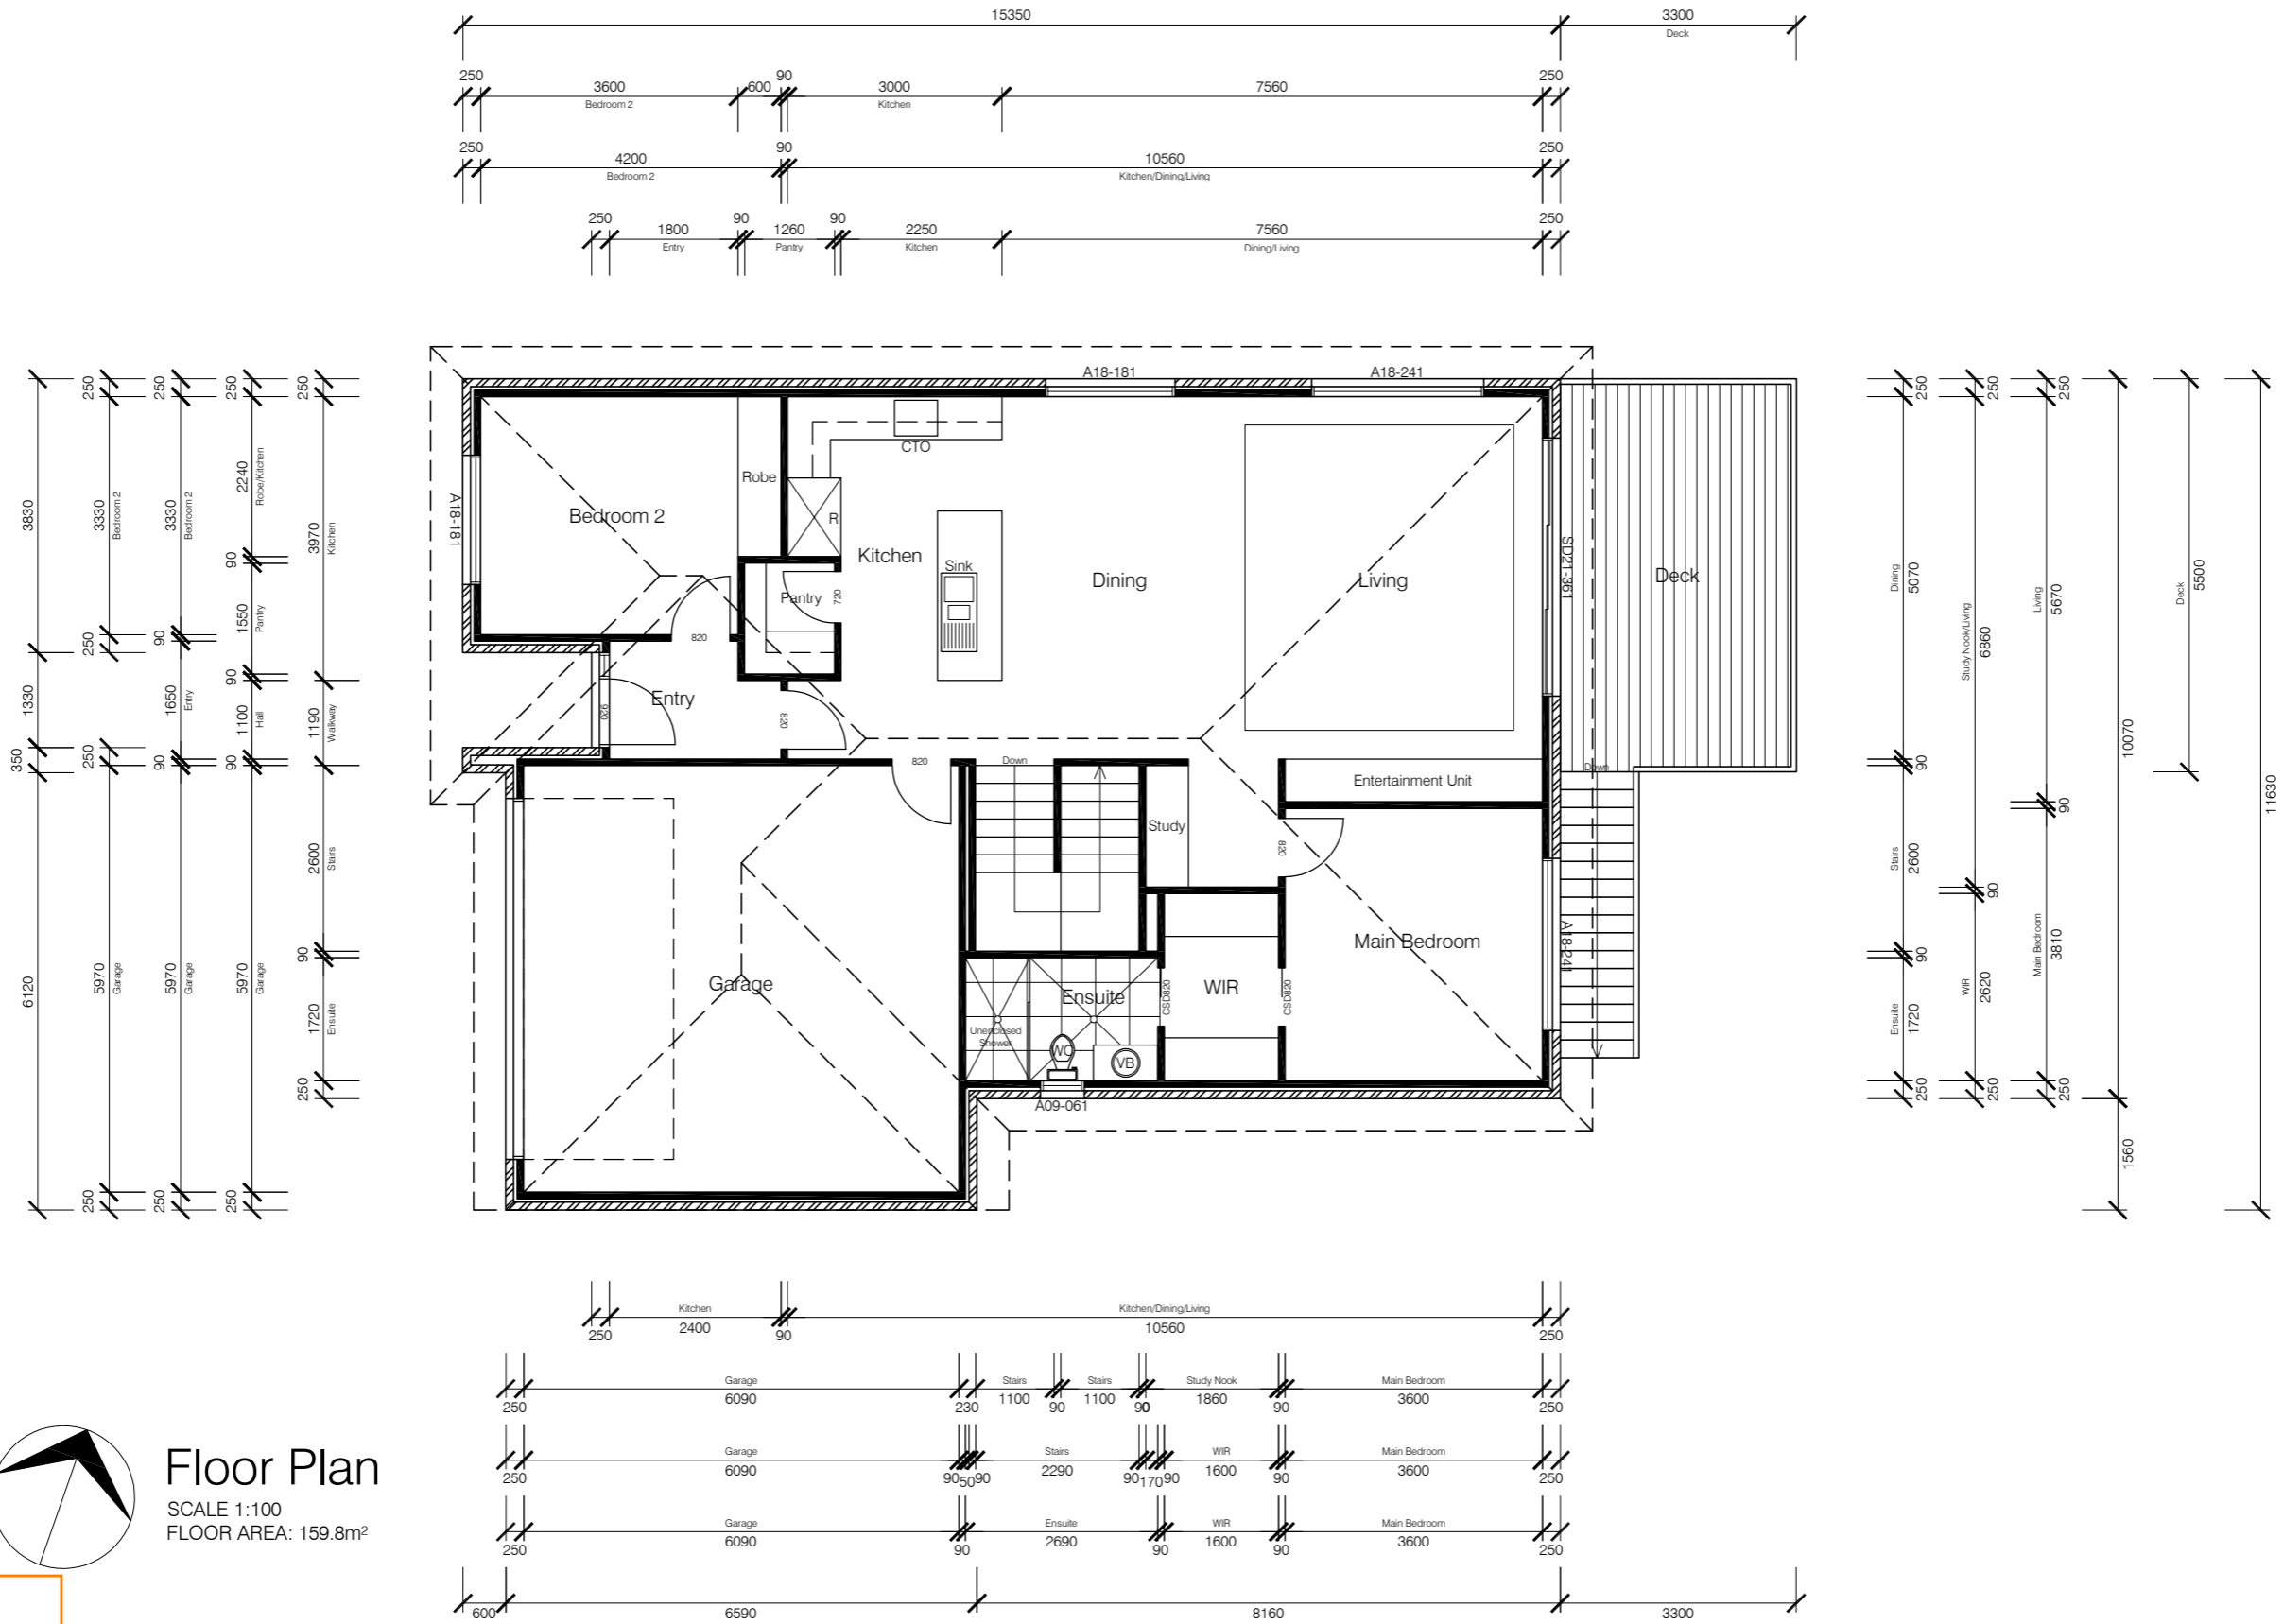 15350
3300
Deck
250
3600
600
90
3000
7560
250
Bedroom 2
Kitchen
250
4200
90
10560
250
Bedroom 2
Kitchen/Dining/Living
250
1800
90
1260
90
2250
7560
250
Entry
Pantry
Kitchen
Dining/Living
3830
1330
350
6120
250
3330
Bedroom 2
250
250
5970
Garage
250
250
3330
Bedroom 2
90
1650
Entry
90
5970
Garage
250
250
2240
Robe/Kitchen
90
1550
Pantry
90
1100
Hall
90
5970
Garage
250
250
3970
Kitchen
1190
Walkway
2600
Stairs
90
1720
Ensuite
250
A18-181
A18-241
A18-181
CTO
Robe
R
Bedroom 2
Kitchen
Sink
Pantry
720
820
Dining
Living
SD21-361
Deck
Entry
920
820
820
Down
Down
Entertainment Unit
Study
820
Main Bedroom
A18-241
Garage
Ensuite
WIR
CSD820
CSD820
Unenclosed
Shower
WC
VB
A09-061
250
Dining
5070
90
Stairs
2600
90
Ensuite
1720
250
250
Study Nook/Living
6860
90
WIR
2620
250
250
Living
5670
90
Main Bedroom
3810
250
10070
1560
Deck
5500
11630
Kitchen
Kitchen/Dining/Living
250
2400
90
10560
250
Garage
Stairs
Stairs
Study Nook
Main Bedroom
250
6090
230
1100
90
1100
90
1860
90
3600
250
Garage
Stairs
WIR
Main Bedroom
250
6090
90
50
90
2290
90
170
90
1600
90
3600
250
Garage
Ensuite
WIR
Main Bedroom
250
6090
90
2690
90
1600
90
3600
250
600
6590
8160
3300
Floor Plan
SCALE 1:100
FLOOR AREA: 159.8m²